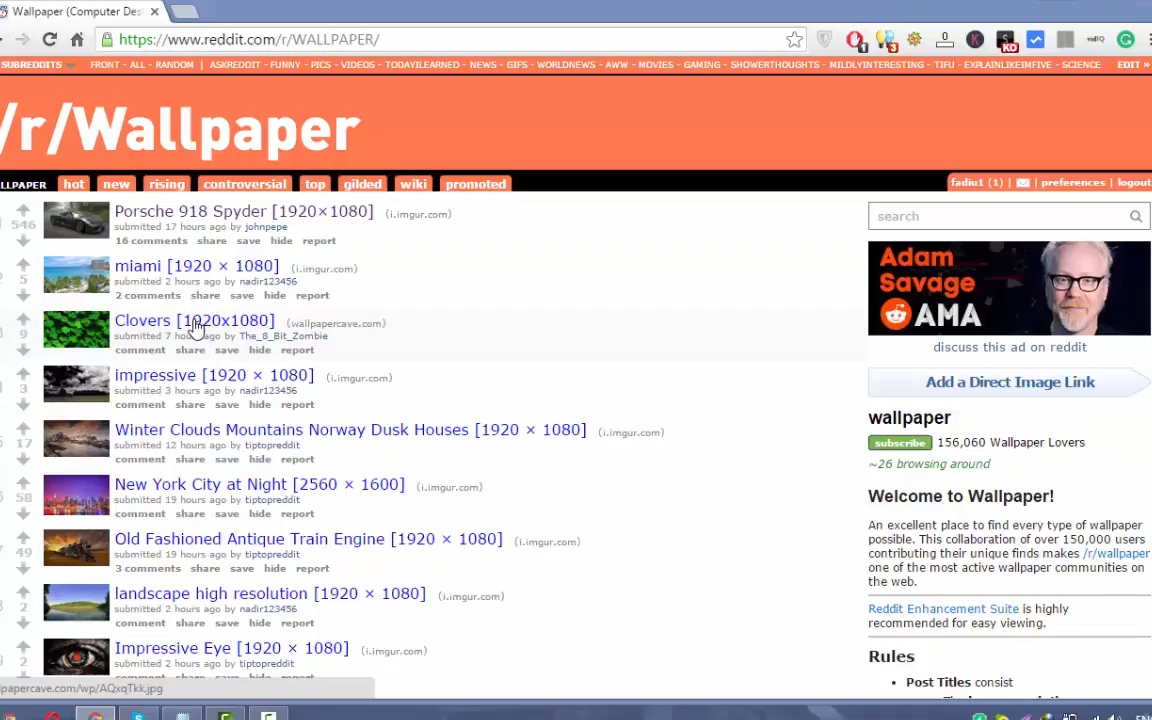 Wallpaper (Computer Des
https://www.reddit.com/r/WALLPAPER/
SUBREDDITS FRONT - ALL - RANDOM | ASKREDDIT - FUNNY - PICS - VIDEOS - TODAYILEARNED - NEWS - GIFS - WORLDNEWS - AWW - MOVIES - GAMING - SHOWERTHOUGHTS - MILDLYINTERESTING - TIFU - EXPLAINLIKEIMFIVE - SCIENCE EDIT »
/r/Wallpaper
LLPAPER hot new rising controversial top gilded wiki promoted
fadiu1 (1) | preferences | logout
546
Porsche 918 Spyder [1920×1080] (i.imgur.com)
submitted 17 hours ago by johnpepe
16 comments share save hide report
5
miami [1920 × 1080] (i.imgur.com)
submitted 2 hours ago by nadir123456
2 comments share save hide report
9
Clovers [1920x1080] (wallpapercave.com)
submitted 7 hours ago by The_8_Bit_Zombie
comment share save hide report
3
impressive [1920 × 1080] (i.imgur.com)
submitted 3 hours ago by nadir123456
comment share save hide report
17
Winter Clouds Mountains Norway Dusk Houses [1920 × 1080] (i.imgur.com)
submitted 12 hours ago by tiptopreddit
comment share save hide report
58
New York City at Night [2560 × 1600] (i.imgur.com)
submitted 19 hours ago by tiptopreddit
comment share save hide report
49
Old Fashioned Antique Train Engine [1920 × 1080] (i.imgur.com)
submitted 19 hours ago by tiptopreddit
3 comments share save hide report
2
landscape high resolution [1920 × 1080] (i.imgur.com)
submitted 2 hours ago by nadir123456
comment share save hide report
2
Impressive Eye [1920 × 1080] (i.imgur.com)
submitted 2 hours ago by tiptopreddit
lpapercave.com/wp/AQxqTkk.jpg
search
Adam
Savage
AMA
discuss this ad on reddit
Add a Direct Image Link
wallpaper
subscribe 156,060 Wallpaper Lovers
~26 browsing around
Welcome to Wallpaper!
An excellent place to find every type of wallpaper
possible. This collaboration of over 150,000 users
contributing their unique finds makes /r/wallpaper
one of the most active wallpaper communities on
the web.
Reddit Enhancement Suite is highly
recommended for easy viewing.
Rules
• Post Titles consist